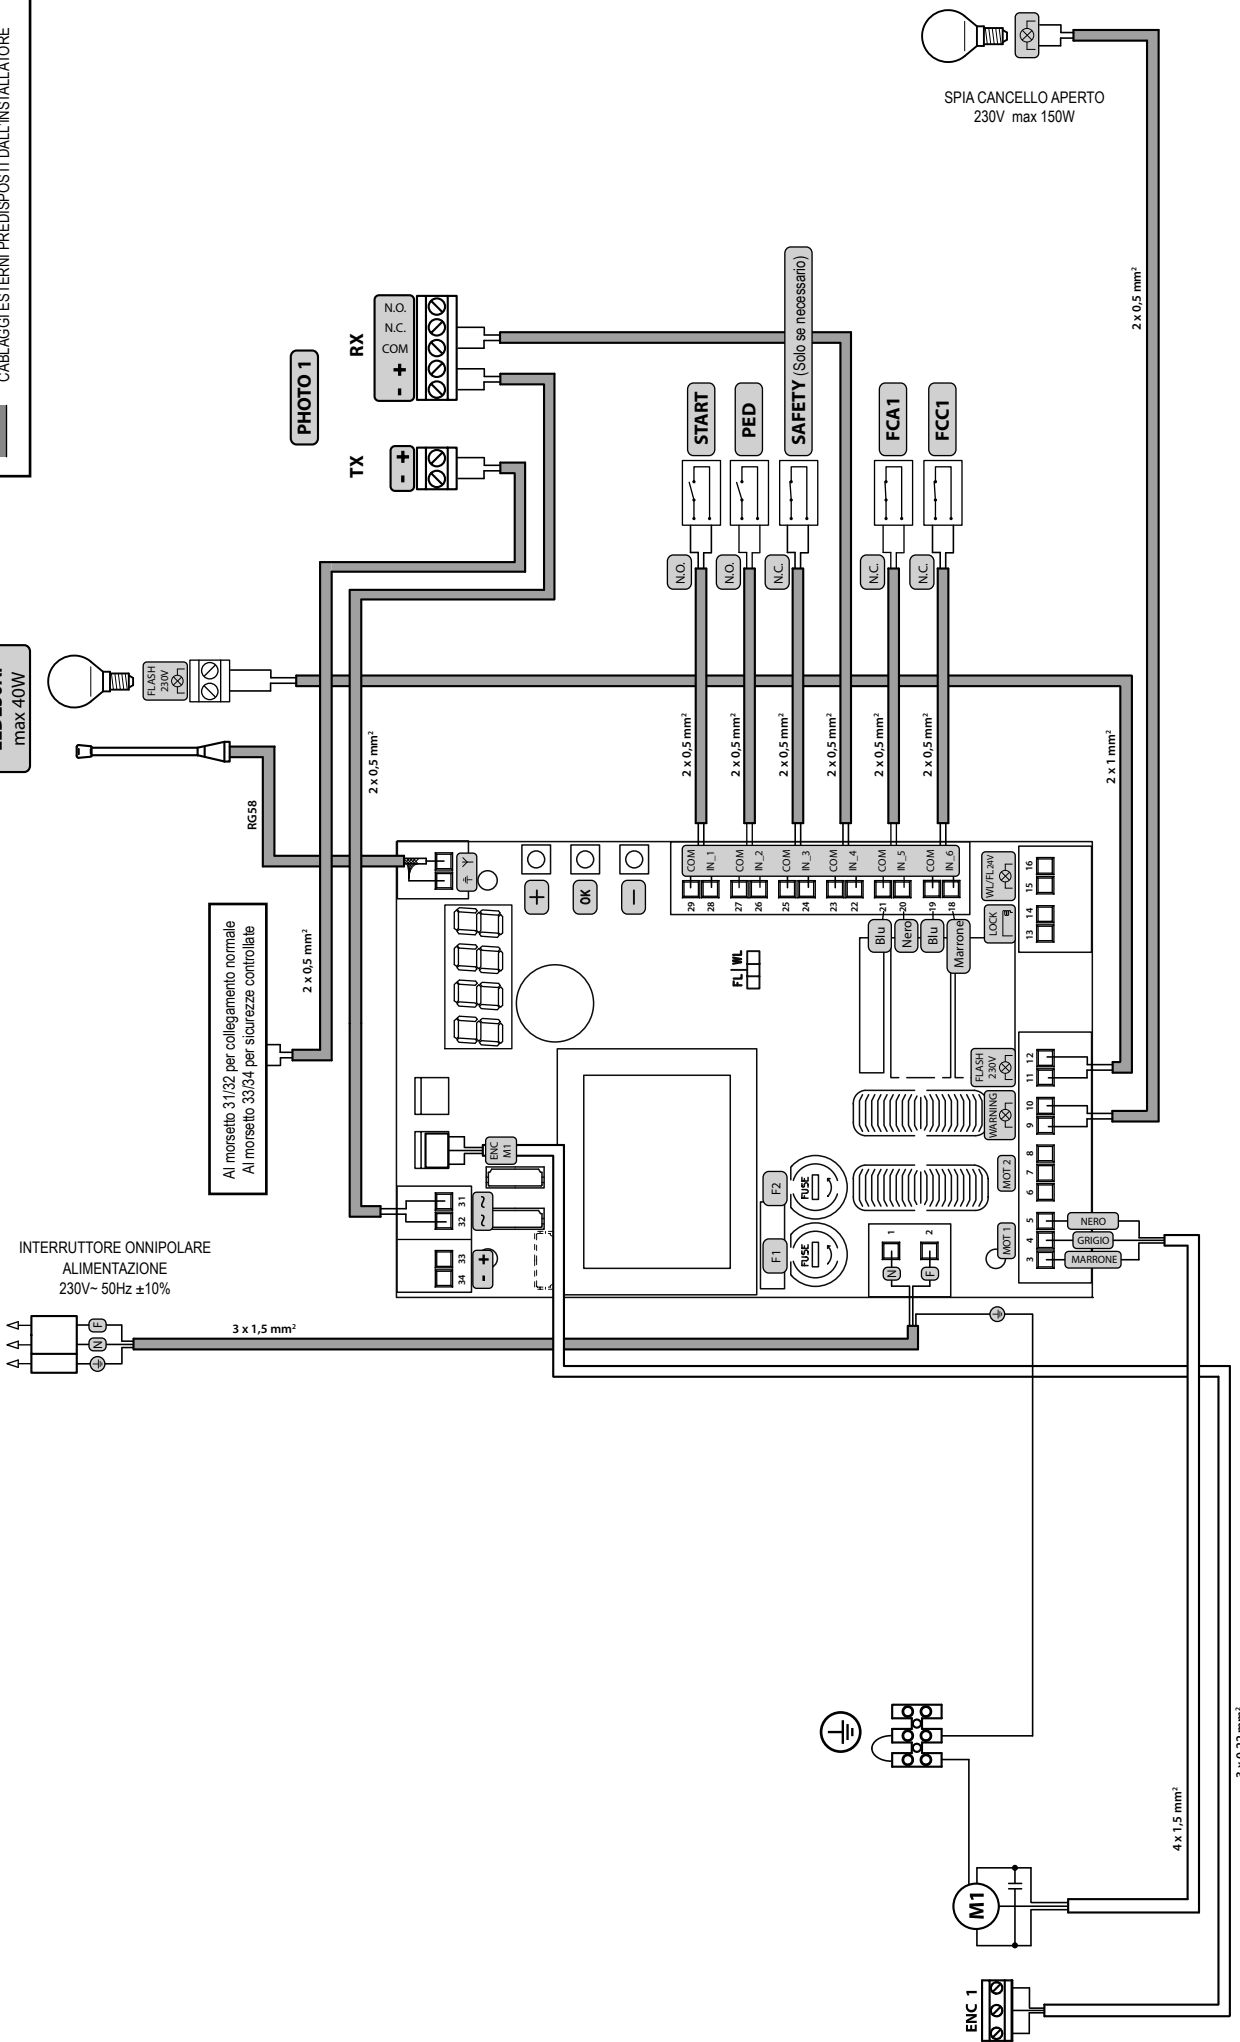 CABLAGGI ESTERNI PREDISPOSTI DALL'INSTALLATORE
max 40W
SPIA CANCELLO APERTO
230V max 150W
2 x 0,5 mm²
PHOTO 1
RX
N.O.
N.C.
COM
+
-
TX
- +
FLASH
230V
RG58
2 x 0,5 mm²
2 x 0,5 mm²
Al morsetto 31/32 per collegamento normale
Al morsetto 33/34 per sicurezze controllate
START
PED
SAFETY (Solo se necessario)
FCA1
FCC1
N.O.
N.O.
N.C.
N.C.
N.C.
2 x 0,5 mm²
2 x 0,5 mm²
2 x 0,5 mm²
2 x 0,5 mm²
2 x 0,5 mm²
2 x 0,5 mm²
2 x 1 mm²
+
OK
-
COM
IN_1
COM
IN_2
COM
IN_3
COM
IN_4
COM
IN_5
COM
IN_6
29
28
27
26
25
24
23
22
21
20
19
18
Blu
Nero
Blu
Marrone
FL WL
WL/FL 24V
LOCK
16
15
14
13
FLASH
230V
WARNING
MOT 2
MOT 1
12
11
10
9
8
7
6
5
4
3
ENC
M1
31
32
~ ~
33
34
- +
F2
FUSE
F1
FUSE
1
2
N
F
NERO
GRIGIO
MARRONE
INTERRUTTORE ONNIPOLARE
ALIMENTAZIONE
230V~ 50Hz ±10%
F
N
3 x 1,5 mm²
4 x 1,5 mm²
3 x 0,22 mm²
M1
ENC 1